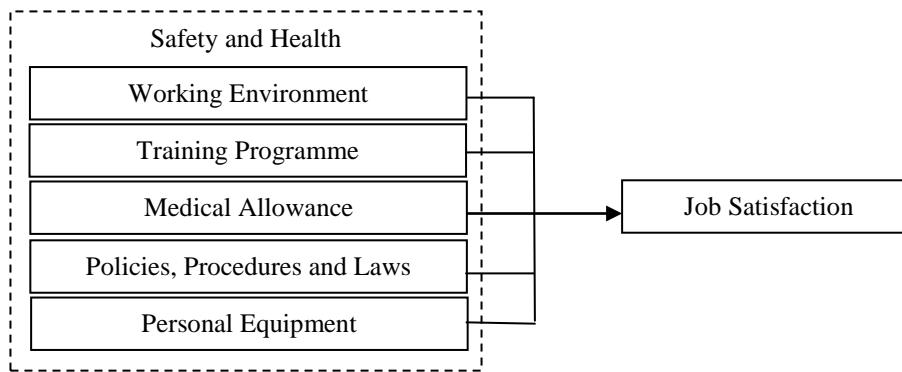 Safety and Health
Working Environment
Training Programme
Medical Allowance
Job Satisfaction
Policies, Procedures and Laws
Personal Equipment